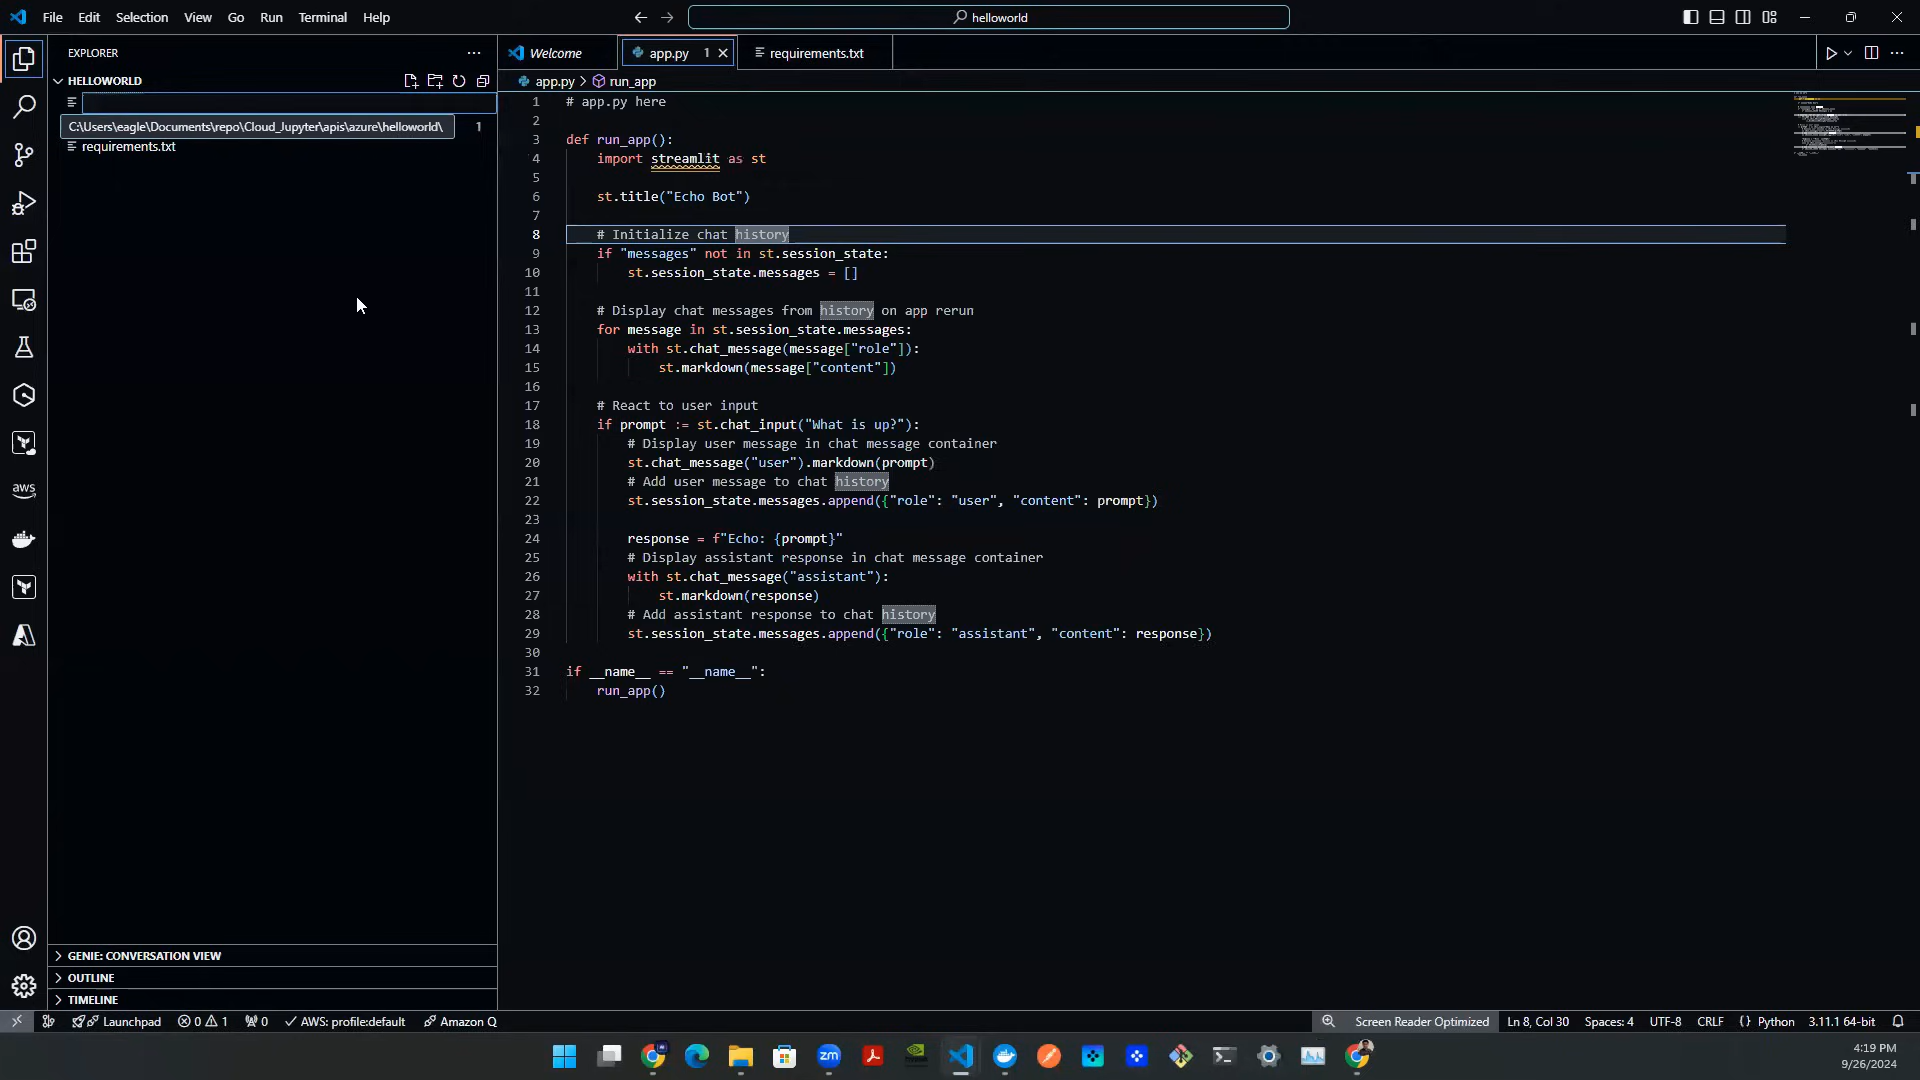 File Edit Selection View Go Run Terminal Help
helloworld
EXPLORER
HELLOWORLD
C:\Users\eagle\Documents\repo\Cloud_Jupyter\apis\azure\helloworld\ 1
requirements.txt
Welcome app.py 1 requirements.txt
app.py > run_app
1 # app.py here
2
3 def run_app():
4 import streamlit as st
5
6 st.title("Echo Bot")
7
8 # Initialize chat history
9 if "messages" not in st.session_state:
10 st.session_state.messages = []
11
12 # Display chat messages from history on app rerun
13 for message in st.session_state.messages:
14 with st.chat_message(message["role"]):
15 st.markdown(message["content"])
16
17 # React to user input
18 if prompt := st.chat_input("What is up?"):
19 # Display user message in chat message container
20 st.chat_message("user").markdown(prompt)
21 # Add user message to chat history
22 st.session_state.messages.append({"role": "user", "content": prompt})
23
24 response = f"Echo: {prompt}"
25 # Display assistant response in chat message container
26 with st.chat_message("assistant"):
27 st.markdown(response)
28 # Add assistant response to chat history
29 st.session_state.messages.append({"role": "assistant", "content": response})
30
31 if __name__ == "__name__":
32 run_app()
aws
GENIE: CONVERSATION VIEW
OUTLINE
TIMELINE
Launchpad 0 1 0 AWS: profile:default Amazon Q
Screen Reader Optimized Ln 8, Col 30 Spaces: 4 UTF-8 CRLF Python 3.11.1 64-bit
zm
4:19 PM
9/26/2024